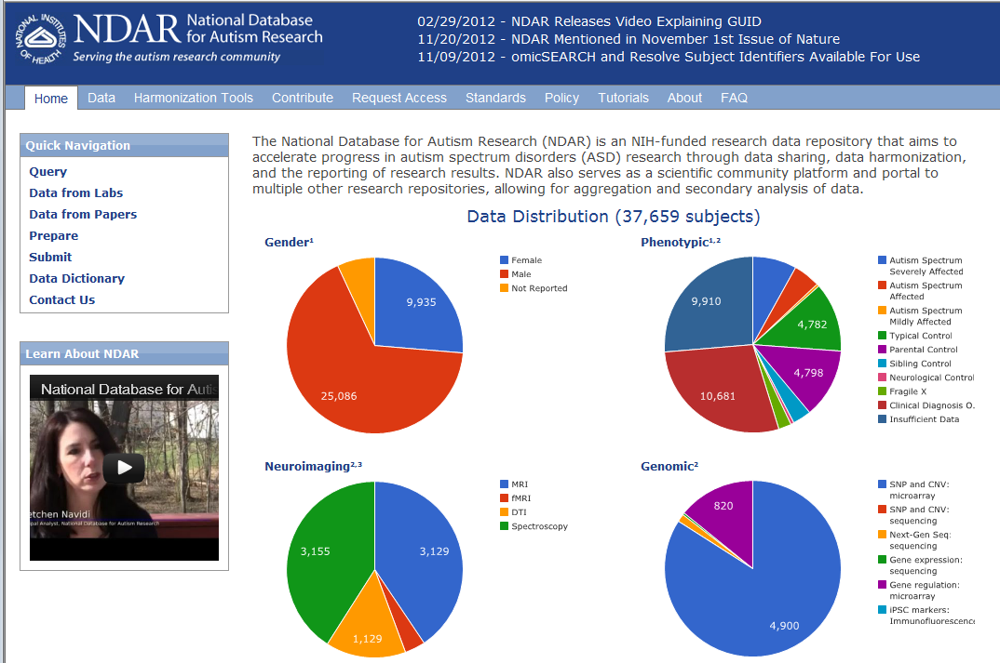 NATIONAL INSTITUTES OF HEALTH
NDAR National Database for Autism Research
Serving the autism research community
02/29/2012 - NDAR Releases Video Explaining GUID
11/20/2012 - NDAR Mentioned in November 1st Issue of Nature
11/09/2012 - omicSEARCH and Resolve Subject Identifiers Available For Use
Home Data Harmonization Tools Contribute Request Access Standards Policy Tutorials About FAQ
Quick Navigation
Query
Data from Labs
Data from Papers
Prepare
Submit
Data Dictionary
Contact Us
Learn About NDAR
National Database for Auti
etchen Navidi
ipal Analyst, National Database for Autism Research
The National Database for Autism Research (NDAR) is an NIH-funded research data repository that aims to
accelerate progress in autism spectrum disorders (ASD) research through data sharing, data harmonization,
and the reporting of research results. NDAR also serves as a scientific community platform and portal to
multiple other research repositories, allowing for aggregation and secondary analysis of data.
Data Distribution (37,659 subjects)
Gender¹
9,935
25,086
Female
Male
Not Reported
Phenotypic¹,²
9,910
4,782
4,798
10,681
Autism Spectrum
Severely Affected
Autism Spectrum
Affected
Autism Spectrum
Mildly Affected
Typical Control
Parental Control
Sibling Control
Neurological Control
Fragile X
Clinical Diagnosis O.
Insufficient Data
Neuroimaging²,³
3,155
3,129
1,129
MRI
fMRI
DTI
Spectroscopy
Genomic²
820
4,900
SNP and CNV:
microarray
SNP and CNV:
sequencing
Next-Gen Seq:
sequencing
Gene expression:
sequencing
Gene regulation:
microarray
iPSC markers:
Immunofluorescence